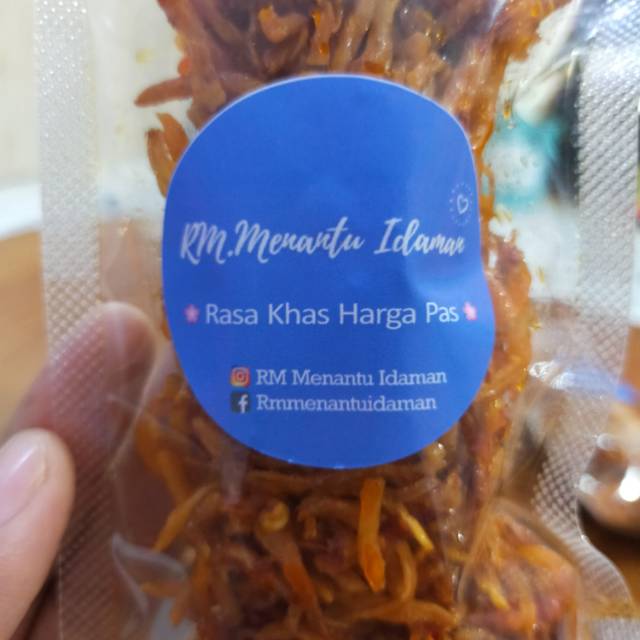 RM.Menantu Idaman
Rasa Khas Harga Pas
RM Menantu Idaman
Rmmenantuidaman